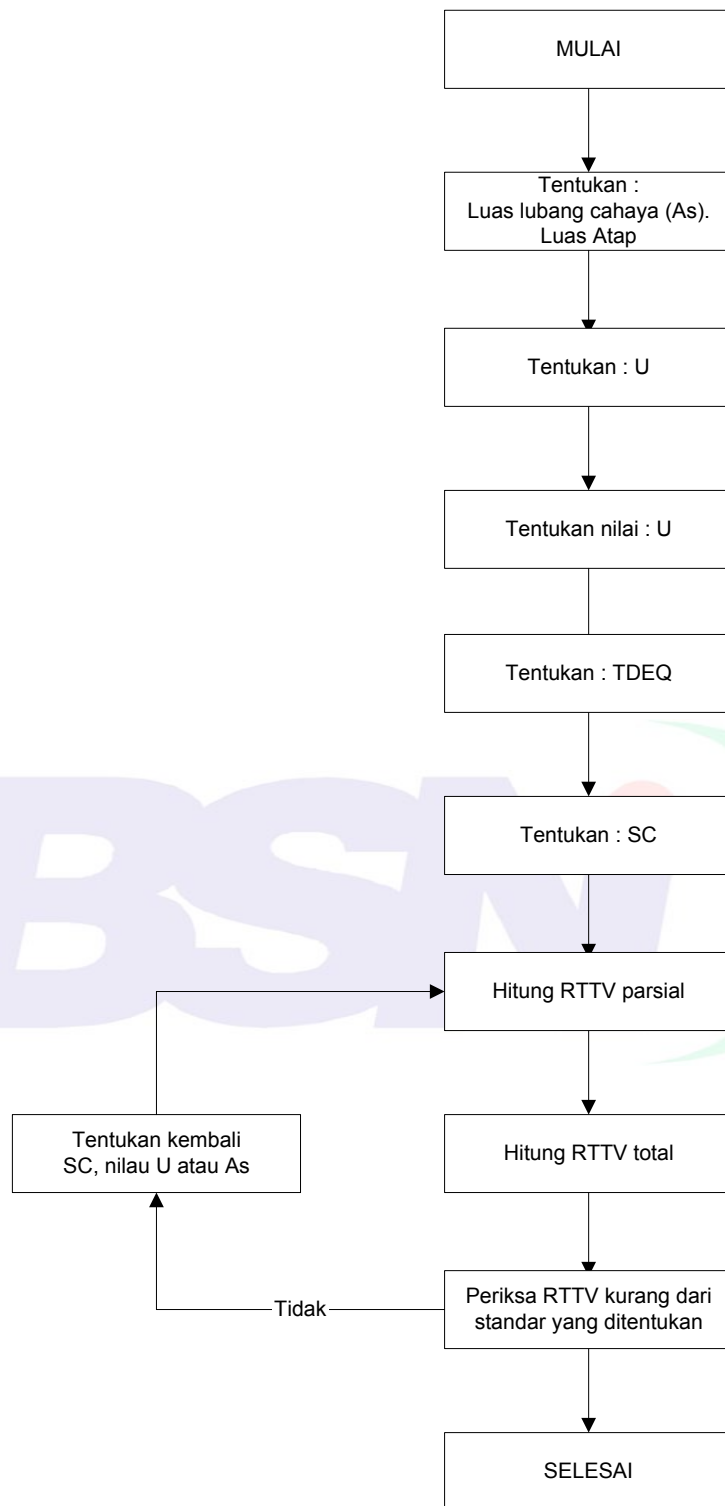 MULAI
Tentukan :
Luas lubang cahaya (As).
Luas Atap
Tentukan : U
Tentukan nilai : U
Tentukan : TDEQ
Tentukan : SC
BSN
Hitung RTTV parsial
Tentukan kembali
SC, nilau U atau As
Hitung RTTV total
Periksa RTTV kurang dari
standar yang ditentukan
Tidak
SELESAI